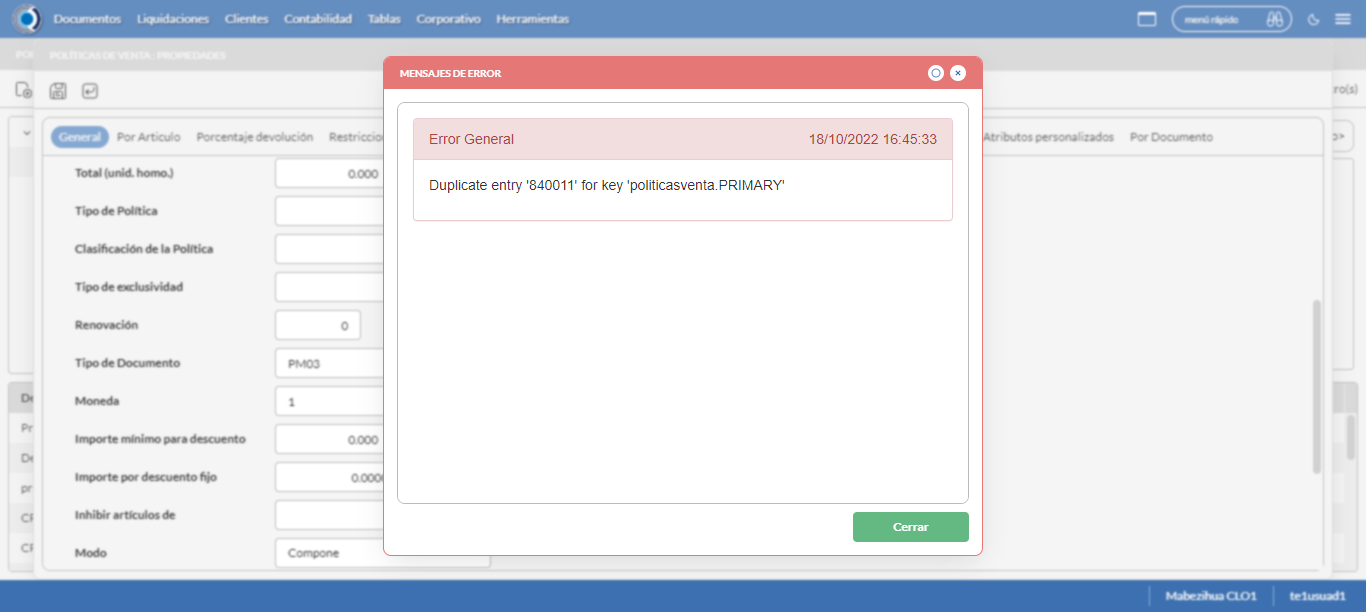 Documentos Liquidaciones Clientes Contabilidad Tablas Corporativo Herramientas menú rápido
POLÍTICAS DE VENTA : PROPIEDADES
MENSAJES DE ERROR
ro(s)
General Por Artículo Porcentaje devolución Restriccio Atributos personalizados Por Documento
Error General 18/10/2022 16:45:33
Duplicate entry '840011' for key 'politicasventa.PRIMARY'
Total (unid. homo.) 0.000
Tipo de Política
Clasificación de la Política
Tipo de exclusividad
Renovación 0
Tipo de Documento PM03
Moneda 1
Importe mínimo para descuento 0.000
Importe por descuento fijo 0.0000
Inhibir artículos de
Modo Compone
De
Pr
De
pr
CF
CF
Cerrar
Mabezihua CLO1 te1usuad1